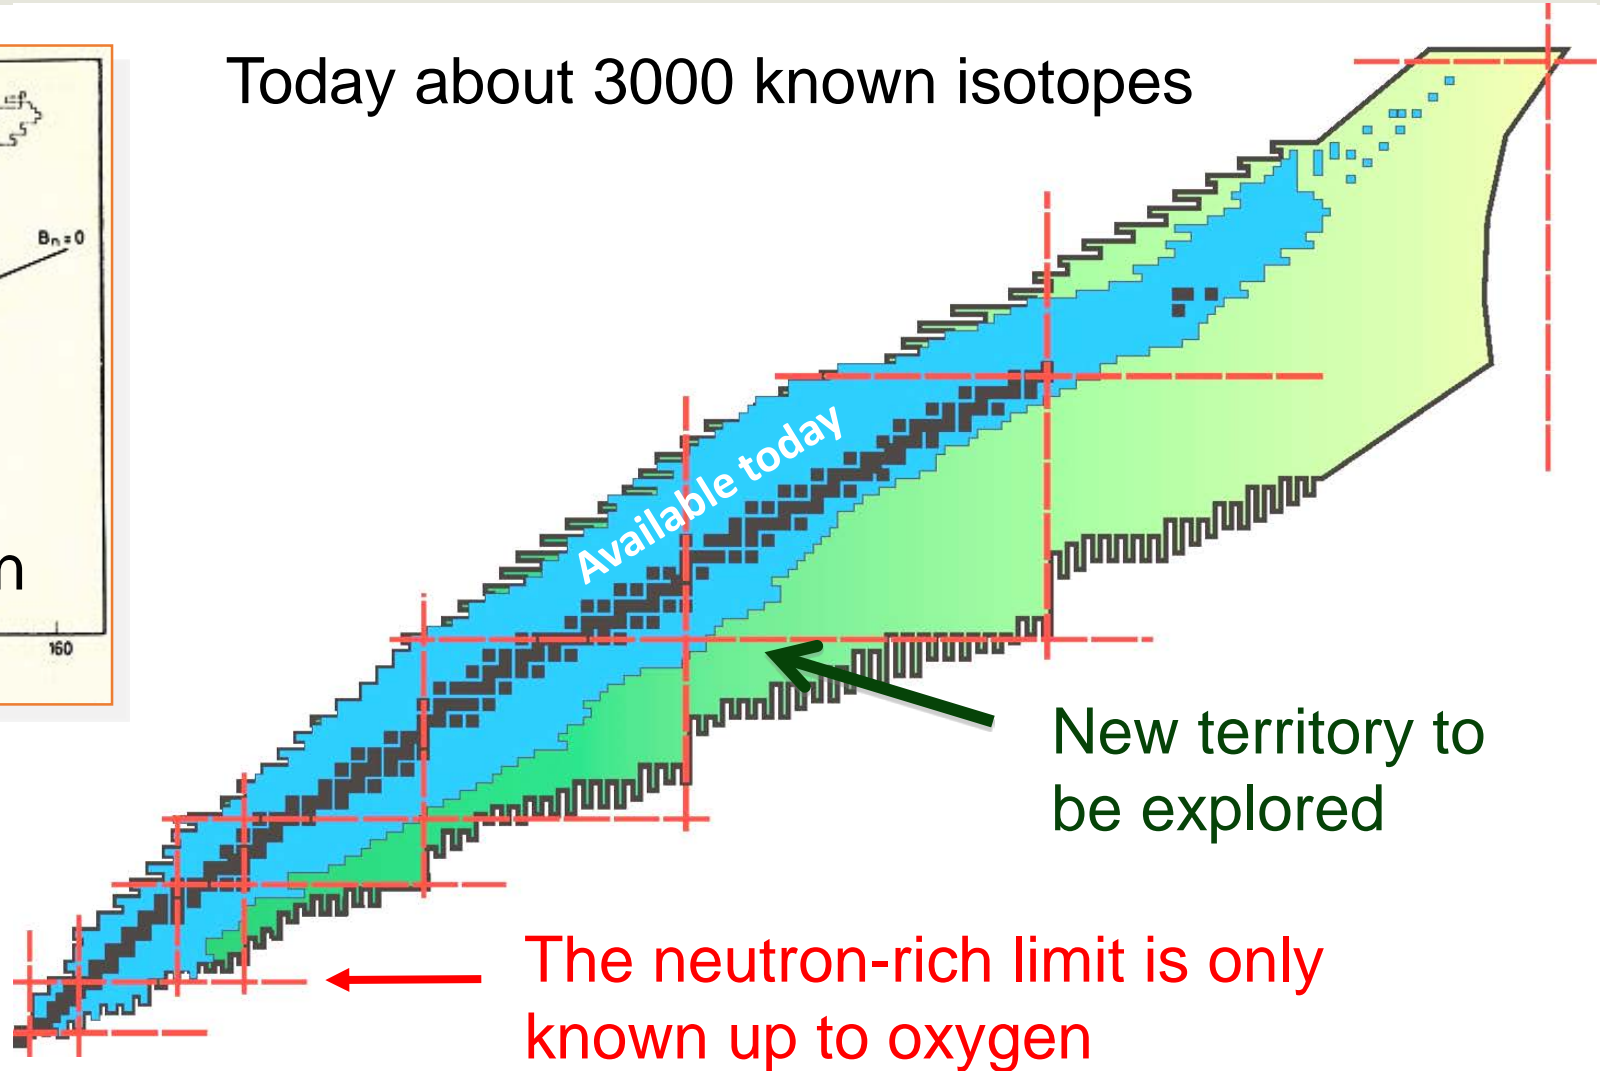 Today about 3000 known isotopes
Bn=0
160
Available today
New territory to
be explored
The neutron-rich limit is only
known up to oxygen